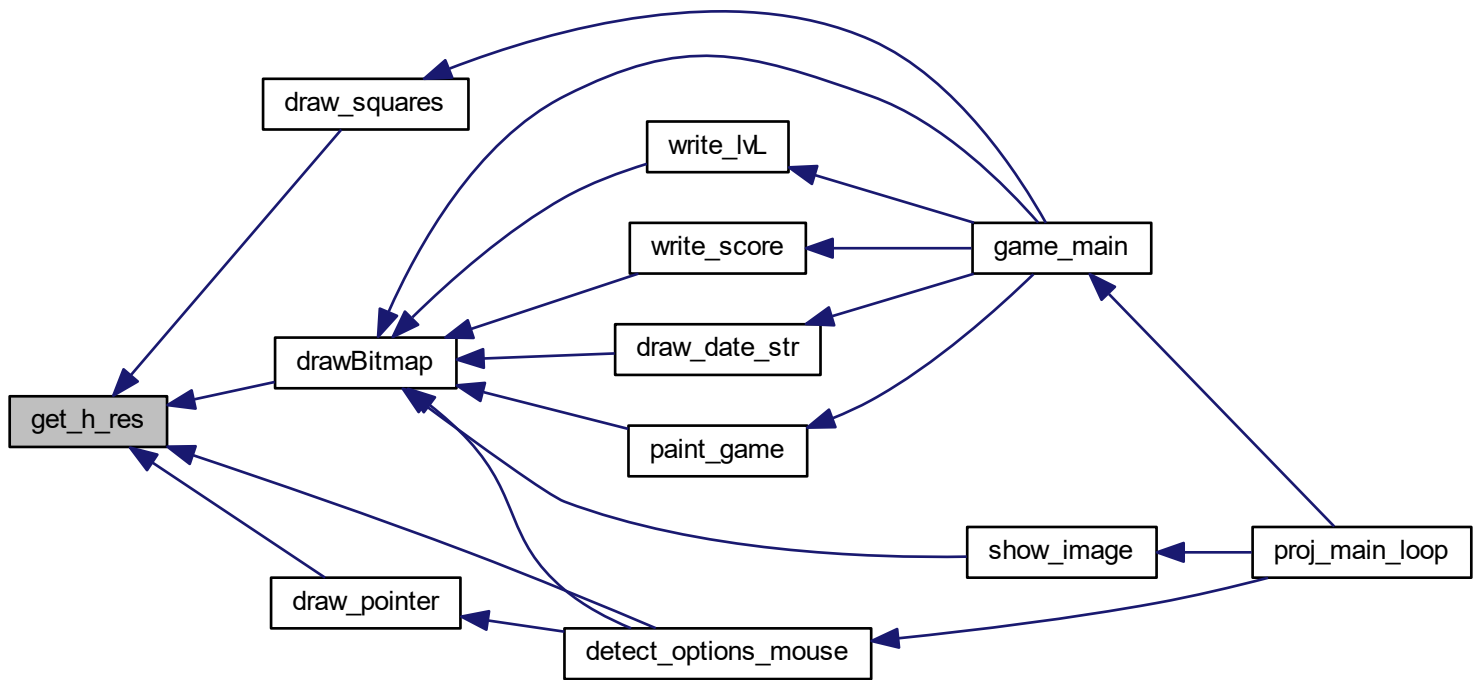 draw_squares
write_lvL
write_score
game_main
draw_date_str
drawBitmap
get_h_res
paint_game
show_image
proj_main_loop
draw_pointer
detect_options_mouse